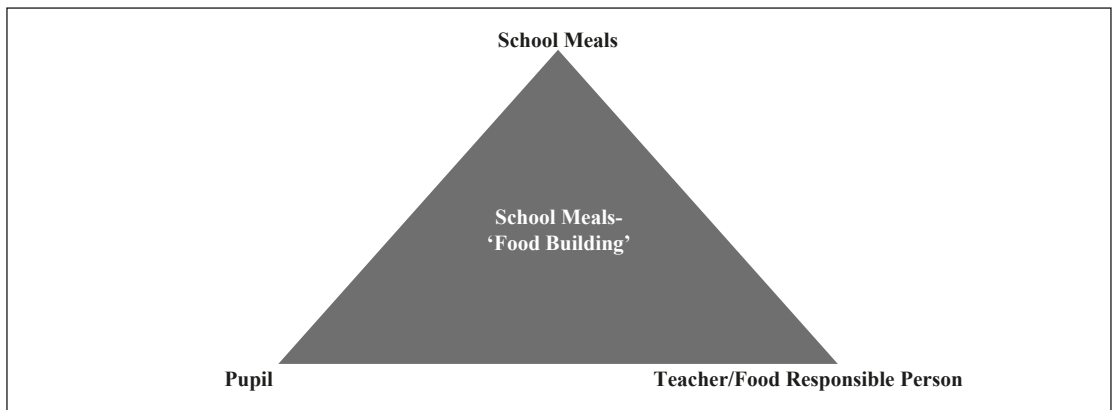 School Meals
School Meals-
‘Food Building’
Pupil
Teacher/Food Responsible Person